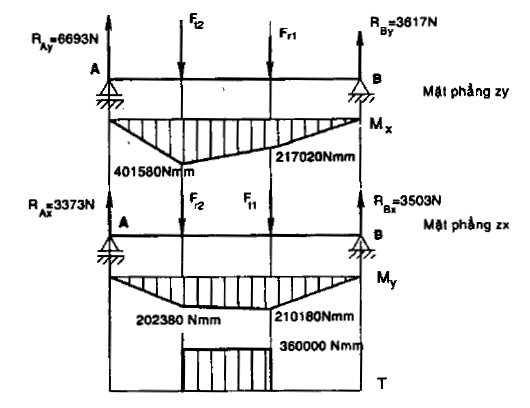 F_t2
R_Ay=6693N
F_r1
R_By=3617N
A
B
Mặt phẳng zy
M_x
401580Nmm
217020Nmm
R_Ax=3373N
F_r2
F_t1
R_Bx=3503N
A
B
Mặt phẳng zx
M_y
202380 Nmm
210180Nmm
360000 Nmm
T